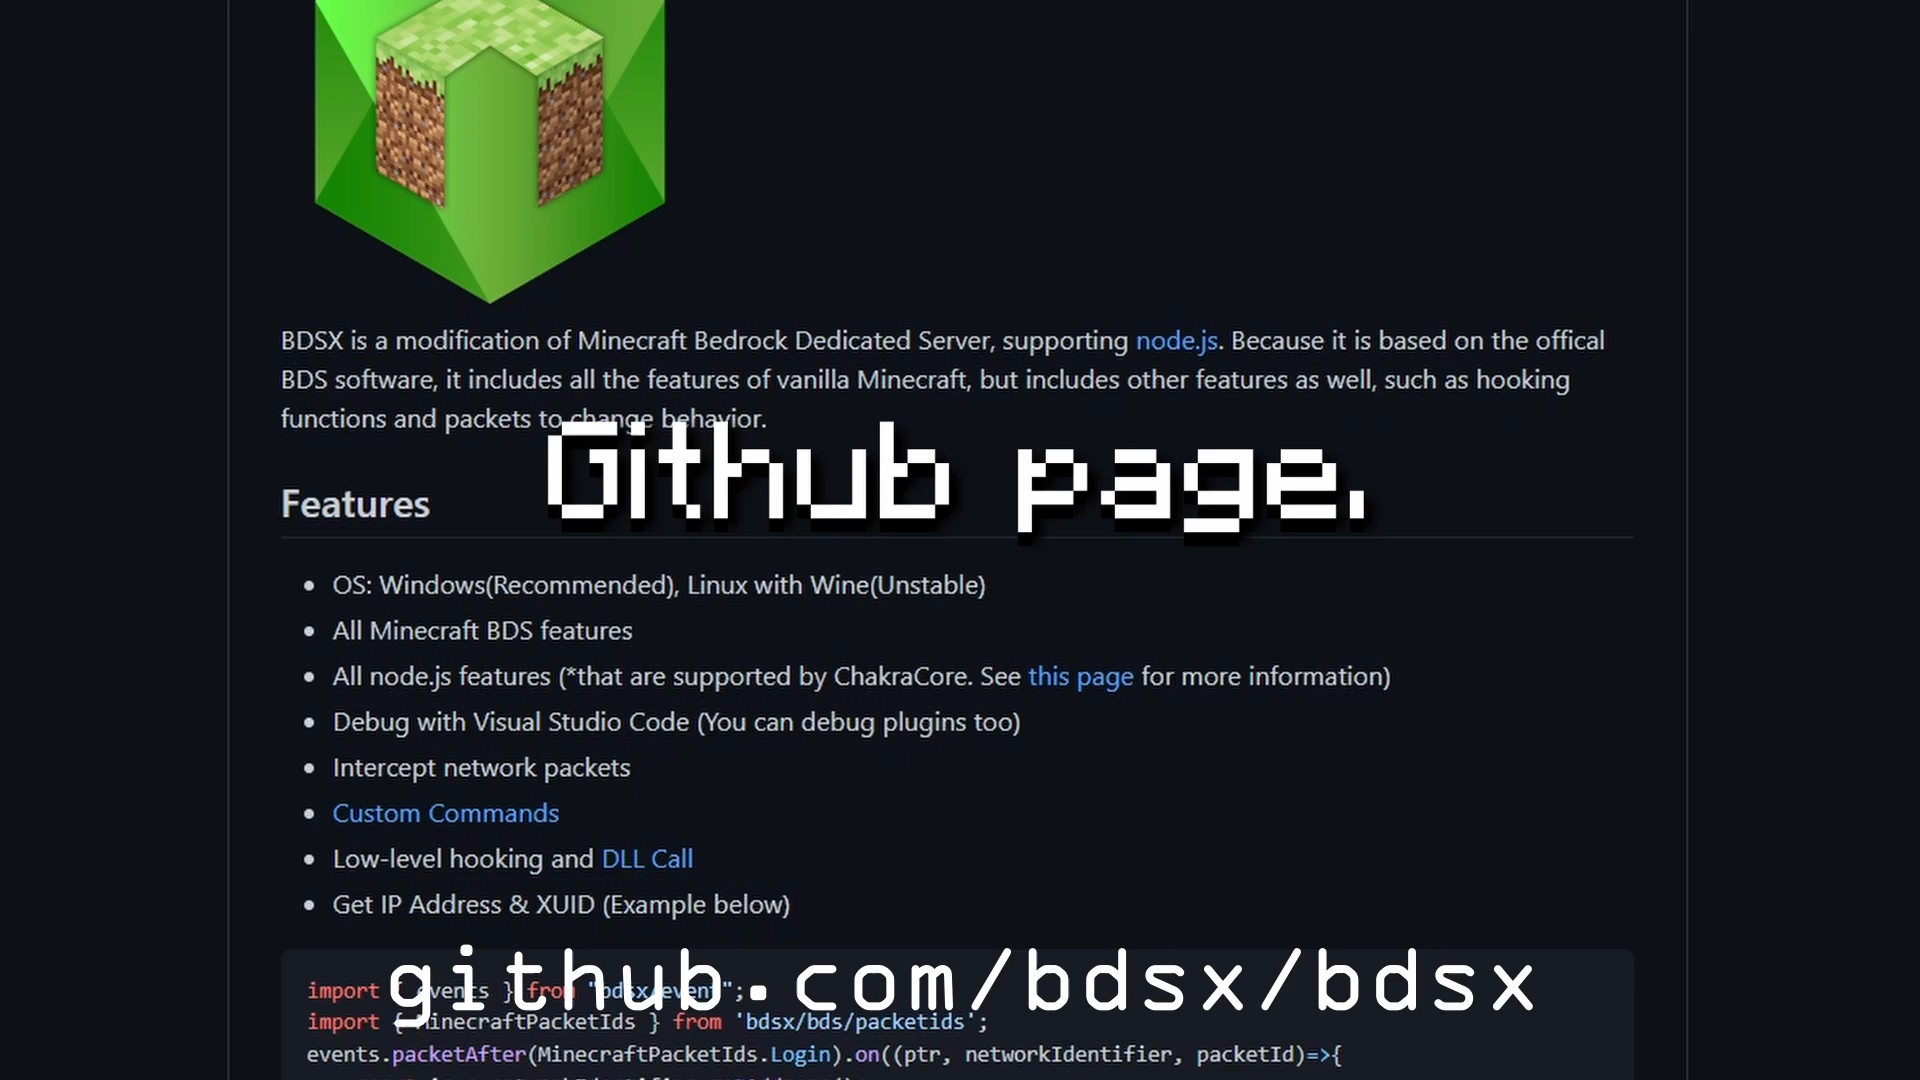 BDSX is a modification of Minecraft Bedrock Dedicated Server, supporting node.js. Because it is based on the offical
BDS software, it includes all the features of vanilla Minecraft, but includes other features as well, such as hooking
functions and packets to change behavior.
Github page.
Features
• OS: Windows(Recommended), Linux with Wine(Unstable)
• All Minecraft BDS features
• All node.js features (*that are supported by ChakraCore. See this page for more information)
• Debug with Visual Studio Code (You can debug plugins too)
• Intercept network packets
• Custom Commands
• Low-level hooking and DLL Call
• Get IP Address & XUID (Example below)
github.com/bdsx/bdsx
import { events } from "bdsx/event";
import { MinecraftPacketIds } from 'bdsx/bds/packetids';
events.packetAfter(MinecraftPacketIds.Login).on((ptr, networkIdentifier, packetId)=>{